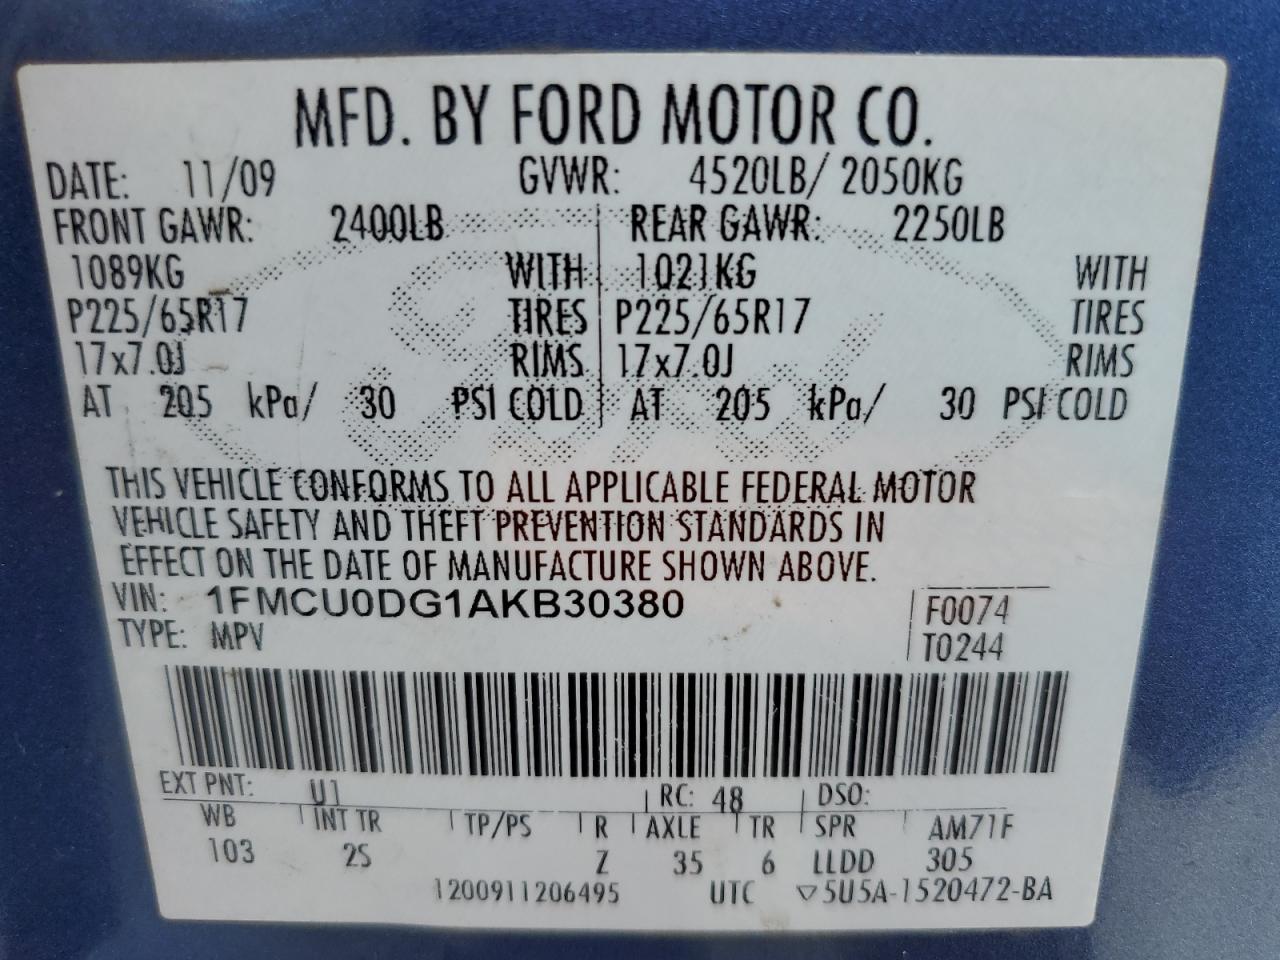 MFD. BY FORD MOTOR CO.
DATE: 11/09 GVWR: 4520LB/ 2050KG
FRONT GAWR: 2400LB REAR GAWR: 2250LB
1089KG WITH 1021KG WITH
P225/65R17 TIRES P225/65R17 TIRES
17x7.0J RIMS 17x7.0J RIMS
AT 205 kPa/ 30 PSI COLD AT 205 kPa/ 30 PSI COLD
THIS VEHICLE CONFORMS TO ALL APPLICABLE FEDERAL MOTOR
VEHICLE SAFETY AND THEFT PREVENTION STANDARDS IN
EFFECT ON THE DATE OF MANUFACTURE SHOWN ABOVE.
VIN: 1FMCU0DG1AKB30380 F0074
TYPE: MPV T0244
EXT PNT: U1 RC: 48 DSO:
WB INT TR TP/PS R AXLE TR SPR AM71F
103 2S Z 35 6 LLDD 305
1200911206495 UTC ▽5U5A-1520472-BA